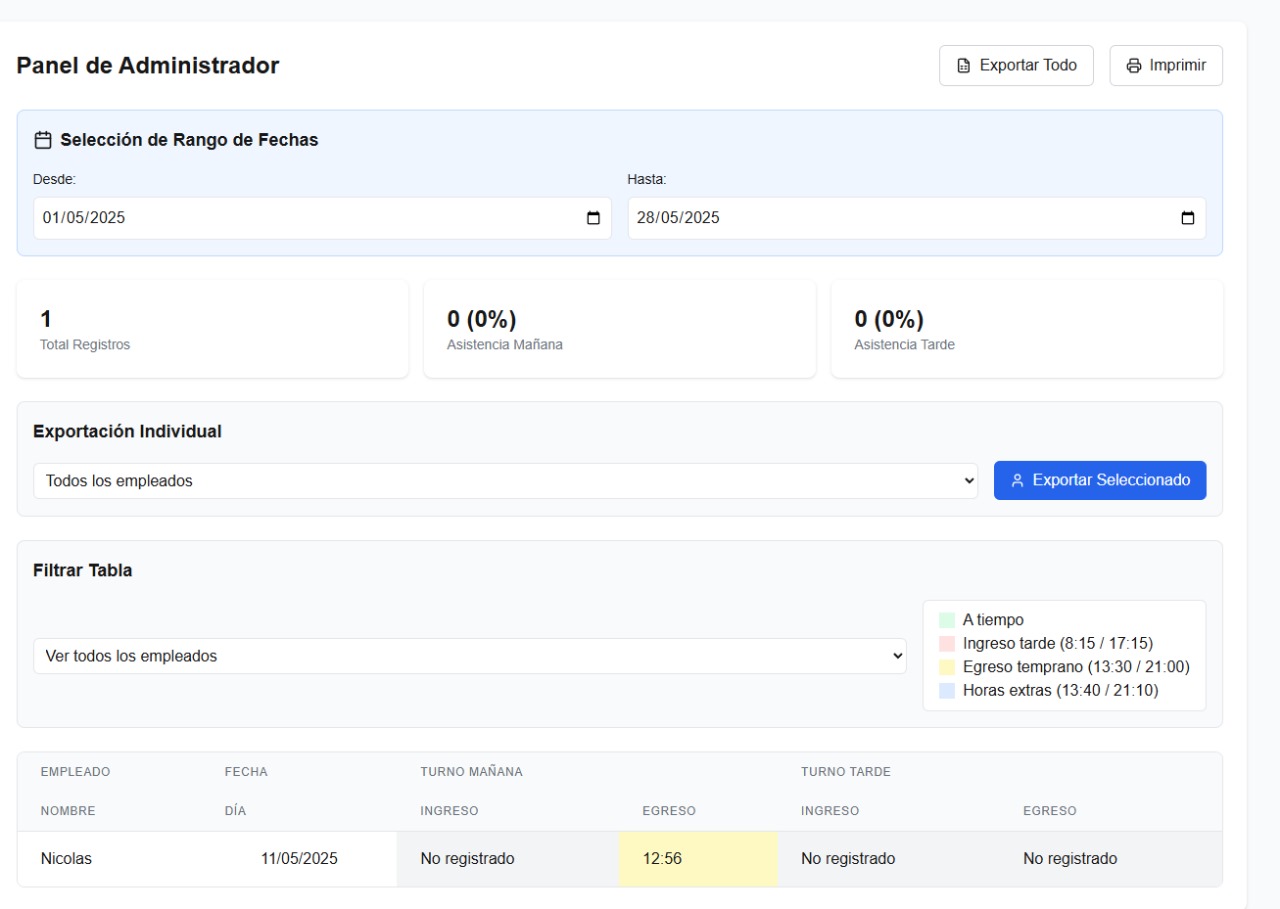 Panel de Administrador
Exportar Todo
Imprimir
Selección de Rango de Fechas
Desde:
Hasta:
01/05/2025
28/05/2025
1
Total Registros
0 (0%)
Asistencia Mañana
0 (0%)
Asistencia Tarde
Exportación Individual
Todos los empleados
Exportar Seleccionado
Filtrar Tabla
Ver todos los empleados
A tiempo
Ingreso tarde (8:15 / 17:15)
Egreso temprano (13:30 / 21:00)
Horas extras (13:40 / 21:10)
EMPLEADO FECHA TURNO MAÑANA TURNO TARDE
NOMBRE DÍA INGRESO EGRESO INGRESO EGRESO
Nicolas 11/05/2025 No registrado 12:56 No registrado No registrado